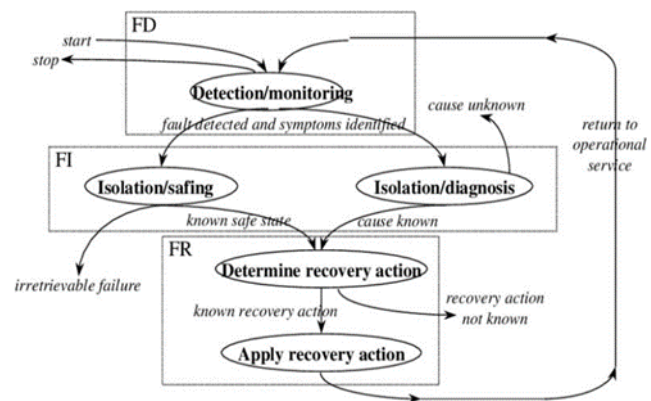 FD
start
stop
Detection/monitoring
fault detected and symptoms identified
cause unknown
return to
operational
service
FI
Isolation/safing
Isolation/diagnosis
known safe state
cause known
FR
irretrievable failure
Determine recovery action
known recovery action
recovery action
not known
Apply recovery action